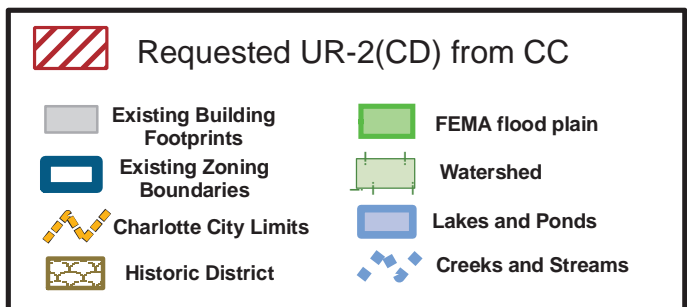 Requested UR-2(CD) from CC
Existing Building
Footprints
Existing Zoning
Boundaries
Charlotte City Limits
Historic District
FEMA flood plain
Watershed
Lakes and Ponds
Creeks and Streams